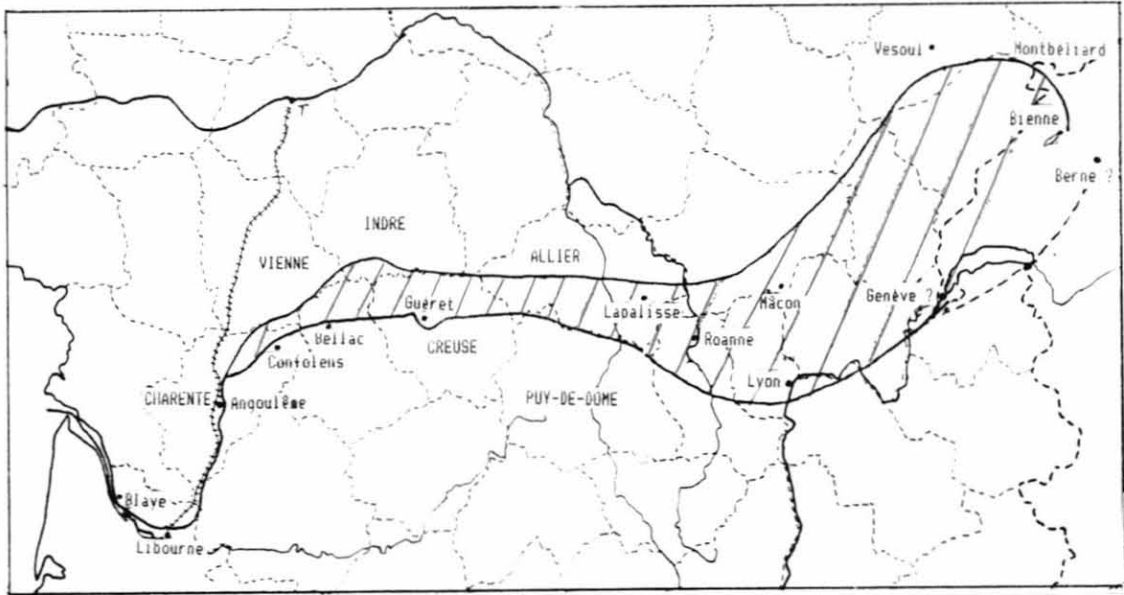 Vesoul
Montbéliard
Bienne
Berne ?
T
INDRE
VIENNE
ALLIER
Guéret
Lapalisse
Mâcon
Genève ?
Bellac
Roanne
CREUSE
Confolens
Lyon
CHARENTE
Angoulême
PUY-DE-DOME
Blaye
Libourne